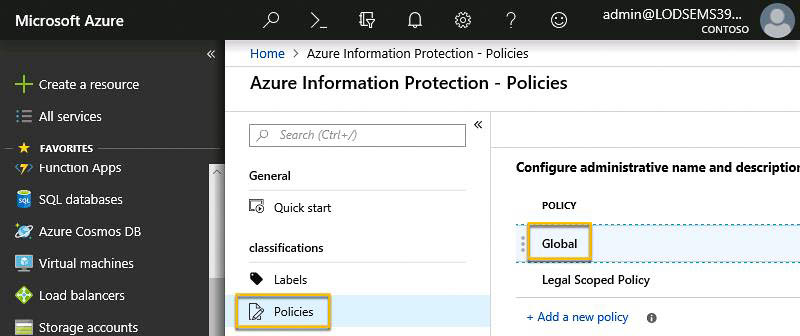 Microsoft Azure
admin@LODSEMS39...
CONTOSO
Home > Azure Information Protection - Policies
Azure Information Protection - Policies
Create a resource
All services
FAVORITES
Function Apps
SQL databases
SQL
Azure Cosmos DB
Virtual machines
Load balancers
Storage accounts
Search (Ctrl+/)
General
Quick start
classifications
Labels
Policies
Configure administrative name and description
POLICY
Global
Legal Scoped Policy
+ Add a new policy